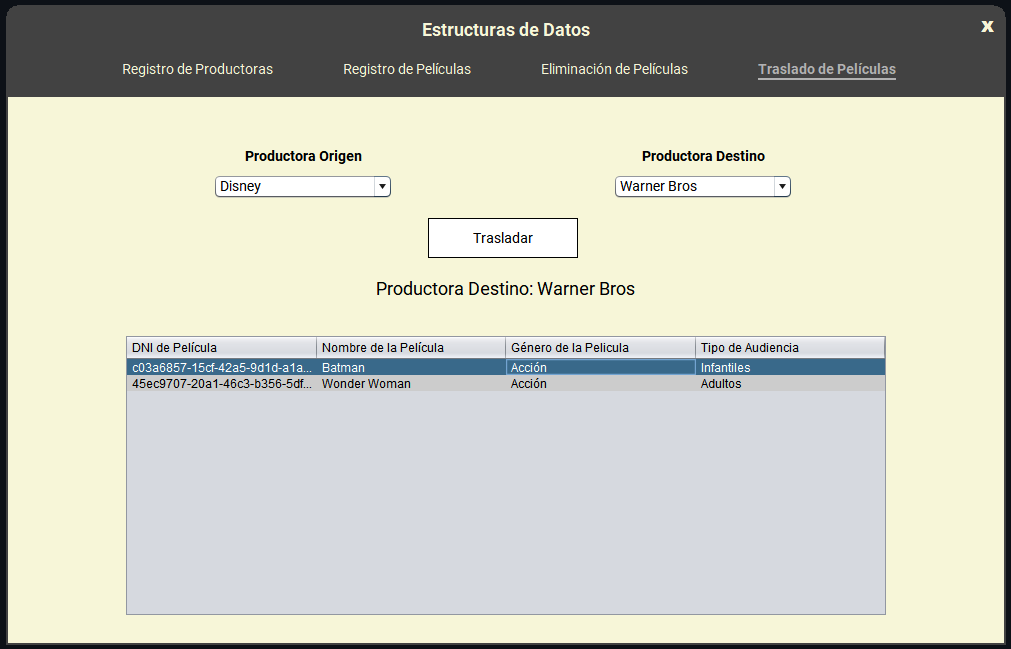 Estructuras de Datos
x
Registro de Productoras Registro de Películas Eliminación de Películas Traslado de Películas
Productora Origen Productora Destino
Disney Warner Bros
Trasladar
Productora Destino: Warner Bros
DNI de Película Nombre de la Película Género de la Pelicula Tipo de Audiencia
c03a6857-15cf-42a5-9d1d-a1a... Batman Acción Infantiles
45ec9707-20a1-46c3-b356-5df... Wonder Woman Acción Adultos